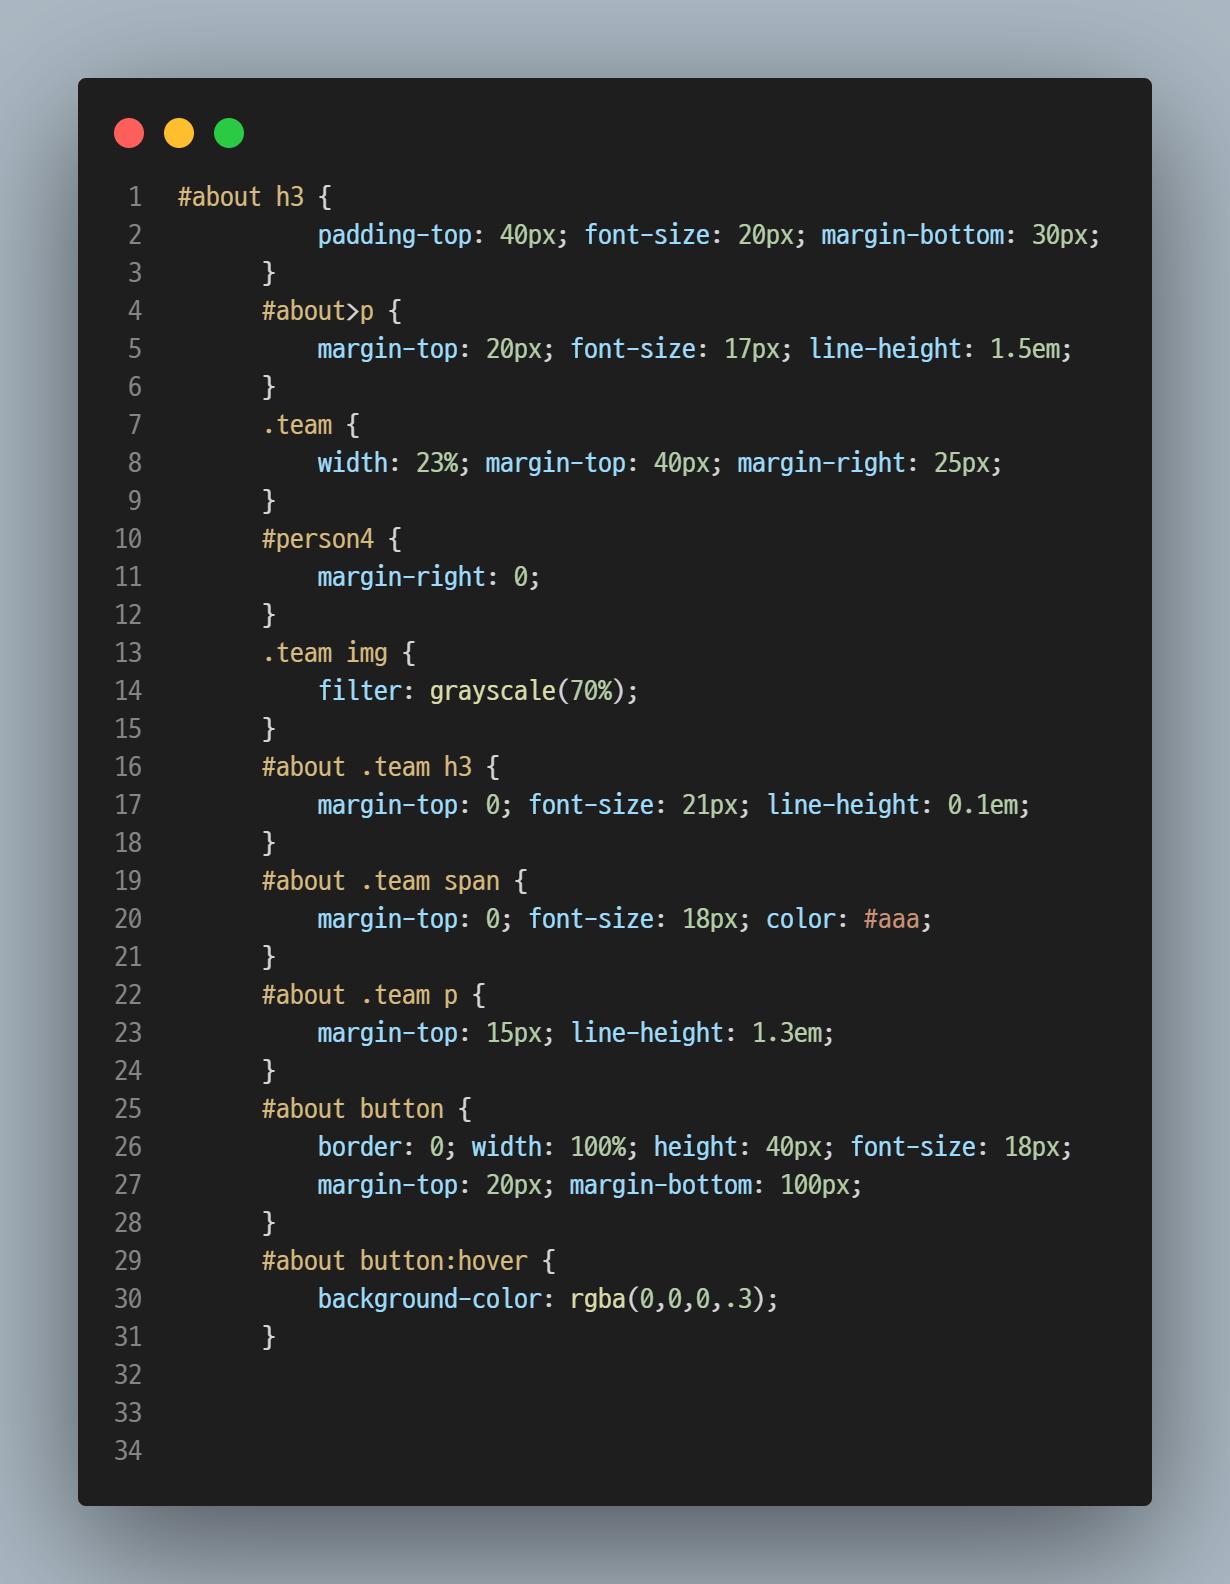 1 #about h3 {
2 padding-top: 40px; font-size: 20px; margin-bottom: 30px;
3 }
4 #about>p {
5 margin-top: 20px; font-size: 17px; line-height: 1.5em;
6 }
7 .team {
8 width: 23%; margin-top: 40px; margin-right: 25px;
9 }
10 #person4 {
11 margin-right: 0;
12 }
13 .team img {
14 filter: grayscale(70%);
15 }
16 #about .team h3 {
17 margin-top: 0; font-size: 21px; line-height: 0.1em;
18 }
19 #about .team span {
20 margin-top: 0; font-size: 18px; color: #aaa;
21 }
22 #about .team p {
23 margin-top: 15px; line-height: 1.3em;
24 }
25 #about button {
26 border: 0; width: 100%; height: 40px; font-size: 18px;
27 margin-top: 20px; margin-bottom: 100px;
28 }
29 #about button:hover {
30 background-color: rgba(0,0,0,.3);
31 }
32
33
34